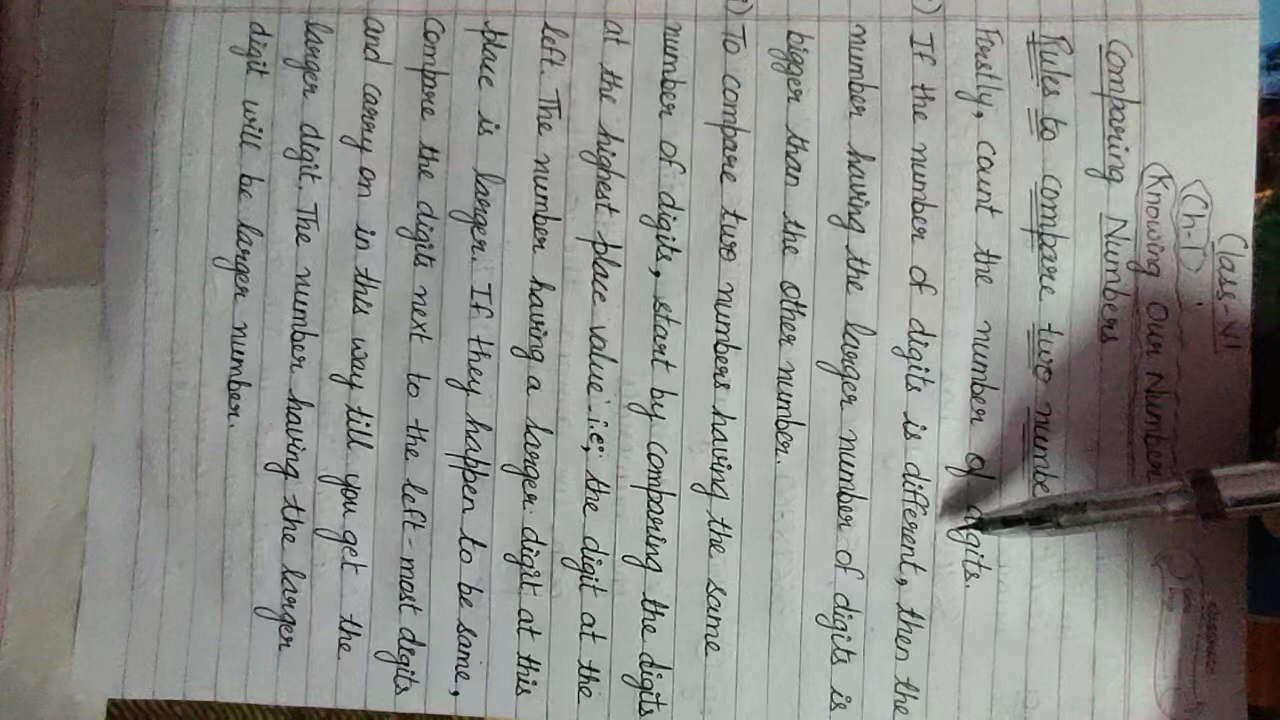 Class-VI
Ch-1
Knowing Our Number
Comparing Numbers
Rules to compare two numbe
Firstly, count the number of digits.
) If the number of digits is different, then the
number having the larger number of digits is
bigger than the other number.
) To compare two numbers having the same
number of digits, start by comparing the digits
at the highest place value i.e; the digit at the
left. The number having a larger digit at this
place is larger. If they happen to be same,
compare the digits next to the left-most digits
and carry on in this way till you get the
larger digit. The number having the larger
digit will be larger number.